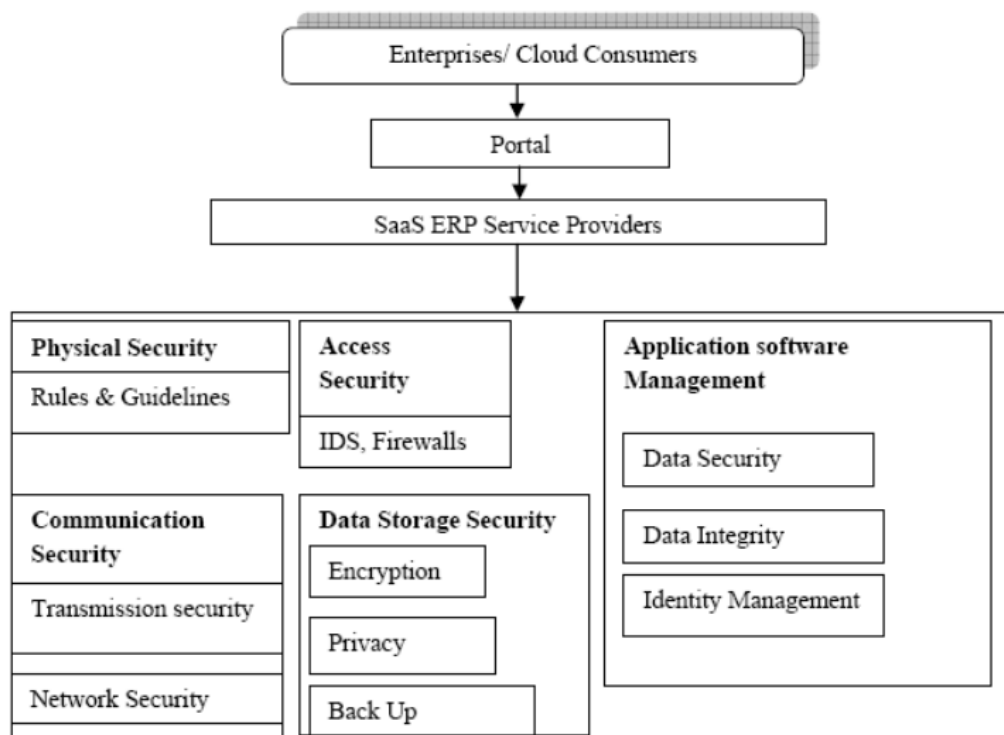 Enterprises/ Cloud Consumers
Portal
SaaS ERP Service Providers
Physical Security
Rules & Guidelines
Access
Security
IDS, Firewalls
Application software
Management
Data Security
Data Integrity
Identity Management
Communication
Security
Transmission security
Network Security
Data Storage Security
Encryption
Privacy
Back Up